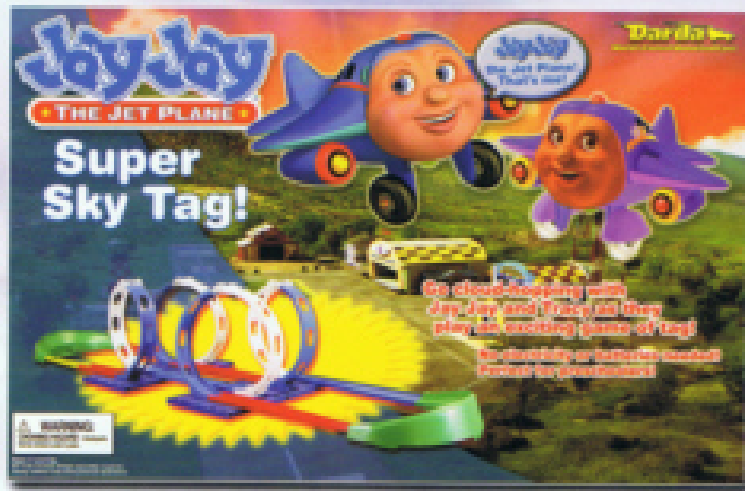 Jay Jay
THE JET PLANE
Super
Sky Tag!
Jay Jay
the Jet Plane!
That's me!
Darda
Go cloud-hopping with
Jay Jay and Tracy as they
play an exciting game of tag!
No electricity or batteries needed!
Perfect for preschoolers!
WARNING: